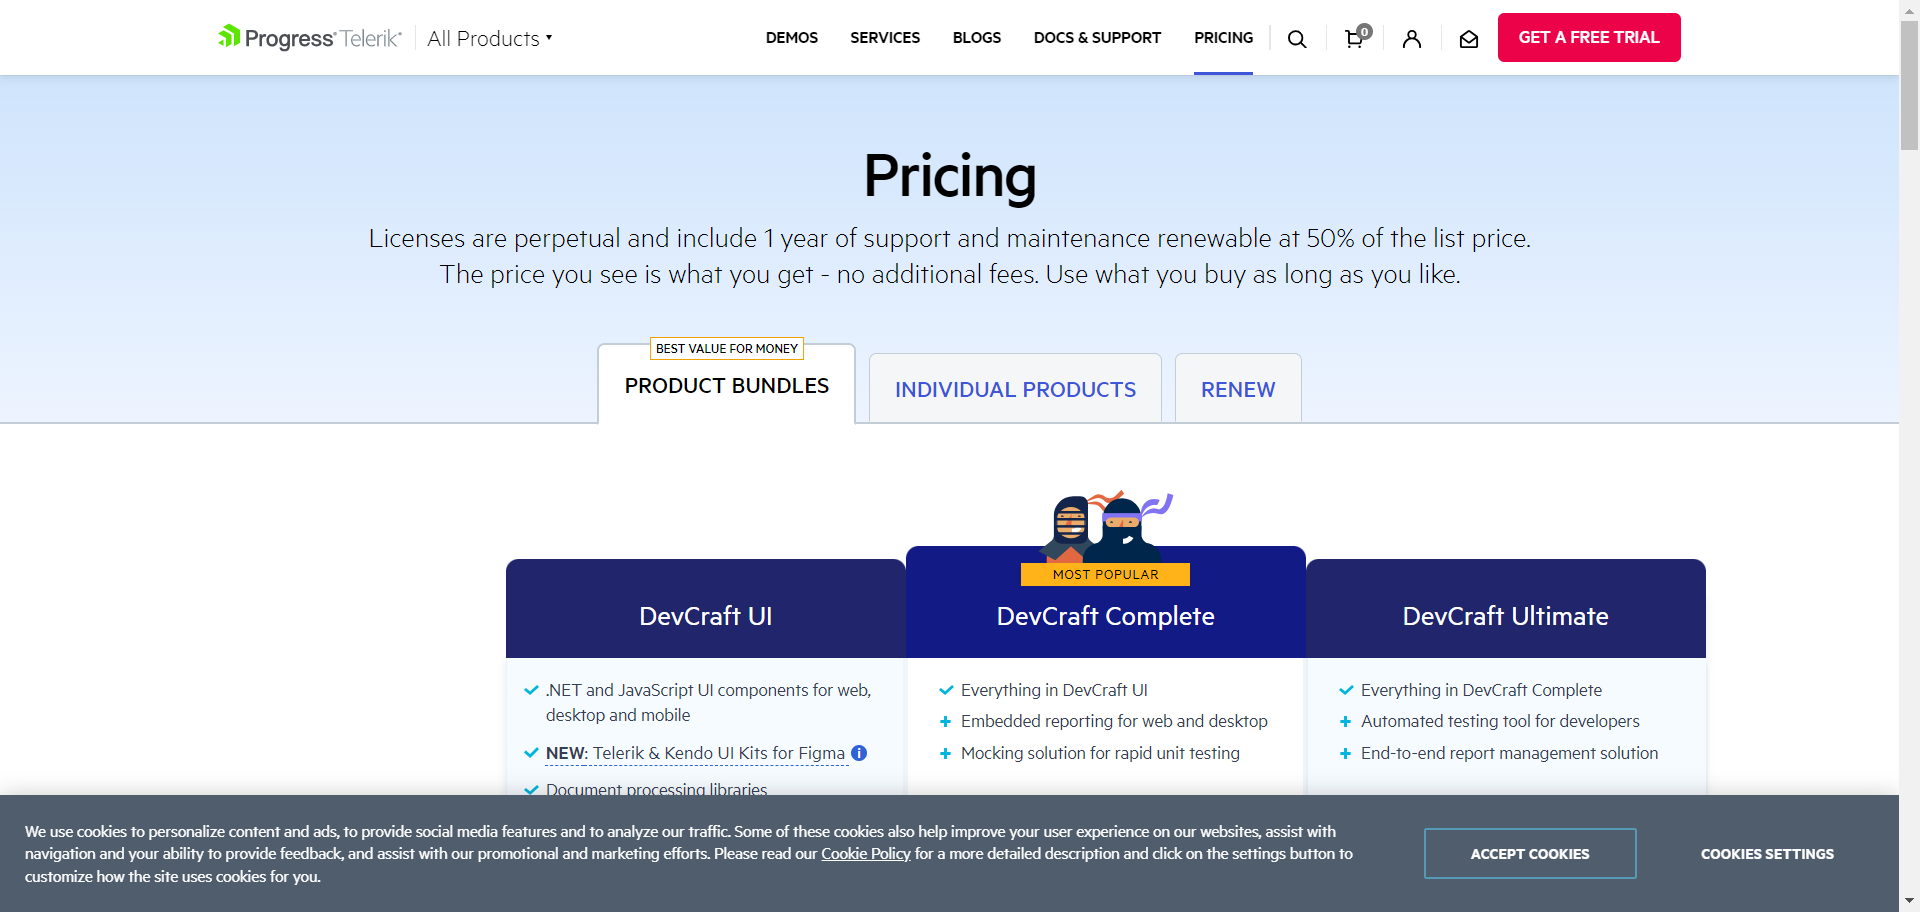 Progress Telerik
All Products
DEMOS
SERVICES
BLOGS
DOCS & SUPPORT
PRICING
0
GET A FREE TRIAL
Pricing
Licenses are perpetual and include 1 year of support and maintenance renewable at 50% of the list price.
The price you see is what you get - no additional fees. Use what you buy as long as you like.
BEST VALUE FOR MONEY
PRODUCT BUNDLES
INDIVIDUAL PRODUCTS
RENEW
MOST POPULAR
DevCraft UI
DevCraft Complete
DevCraft Ultimate
.NET and JavaScript UI components for web,
desktop and mobile
NEW: Telerik & Kendo UI Kits for Figma
Document processing libraries
Everything in DevCraft UI
Embedded reporting for web and desktop
Mocking solution for rapid unit testing
Everything in DevCraft Complete
Automated testing tool for developers
End-to-end report management solution
We use cookies to personalize content and ads, to provide social media features and to analyze our traffic. Some of these cookies also help improve your user experience on our websites, assist with
navigation and your ability to provide feedback, and assist with our promotional and marketing efforts. Please read our Cookie Policy for a more detailed description and click on the settings button to
customize how the site uses cookies for you.
ACCEPT COOKIES
COOKIES SETTINGS